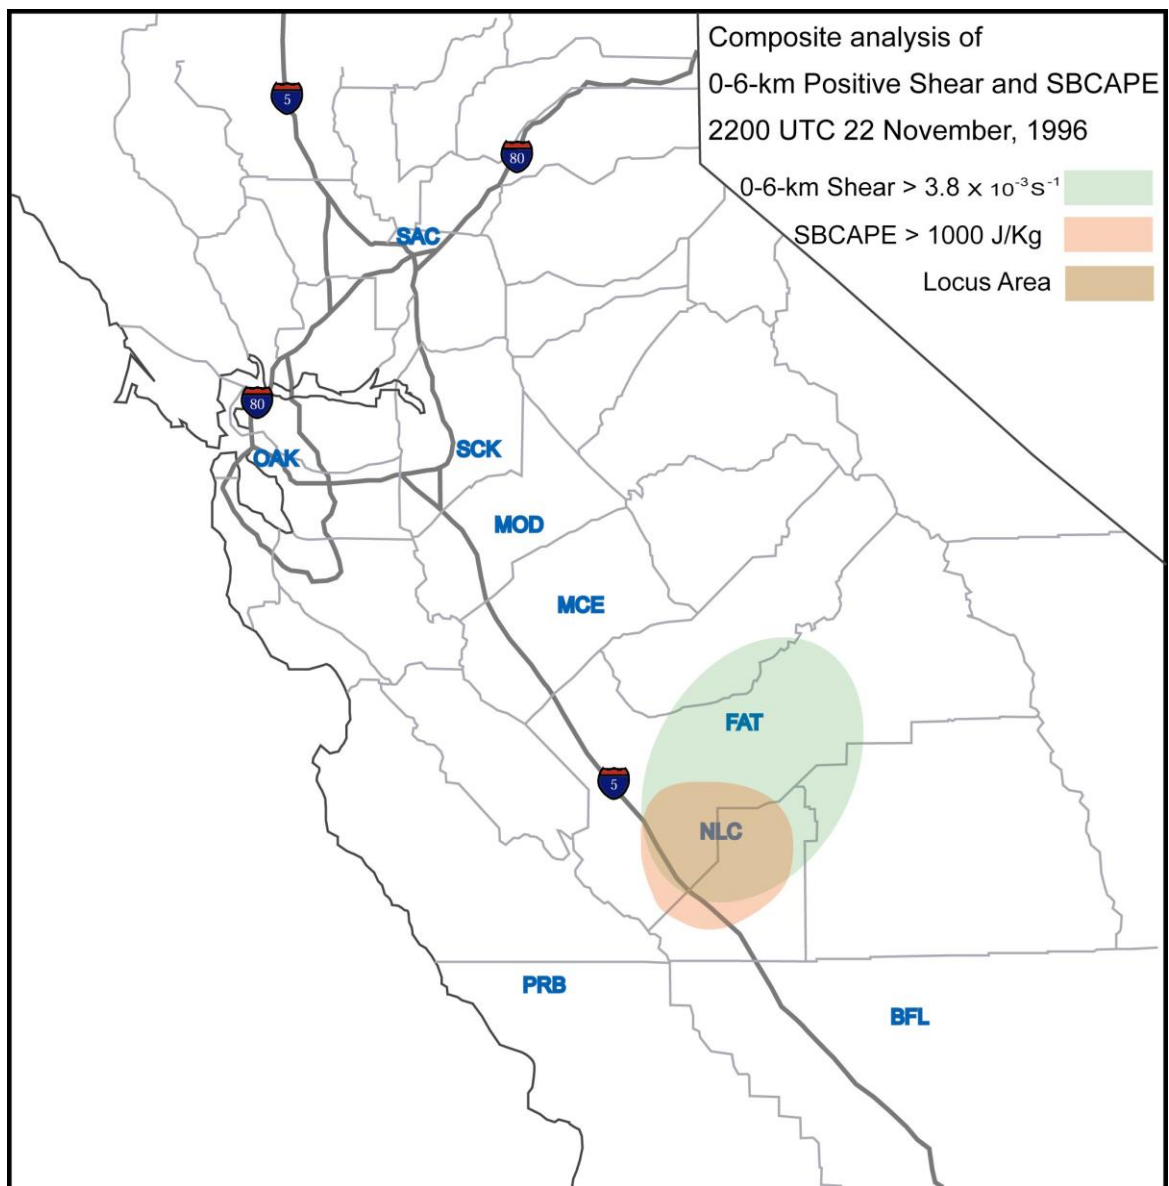 Composite analysis of
0-6-km Positive Shear and SBCAPE
2200 UTC 22 November, 1996
0-6-km Shear > 3.8 x 10⁻³S⁻¹
SBCAPE > 1000 J/Kg
Locus Area
5
80
SAC
80
OAK
SCK
MOD
MCE
FAT
5
NLC
PRB
BFL